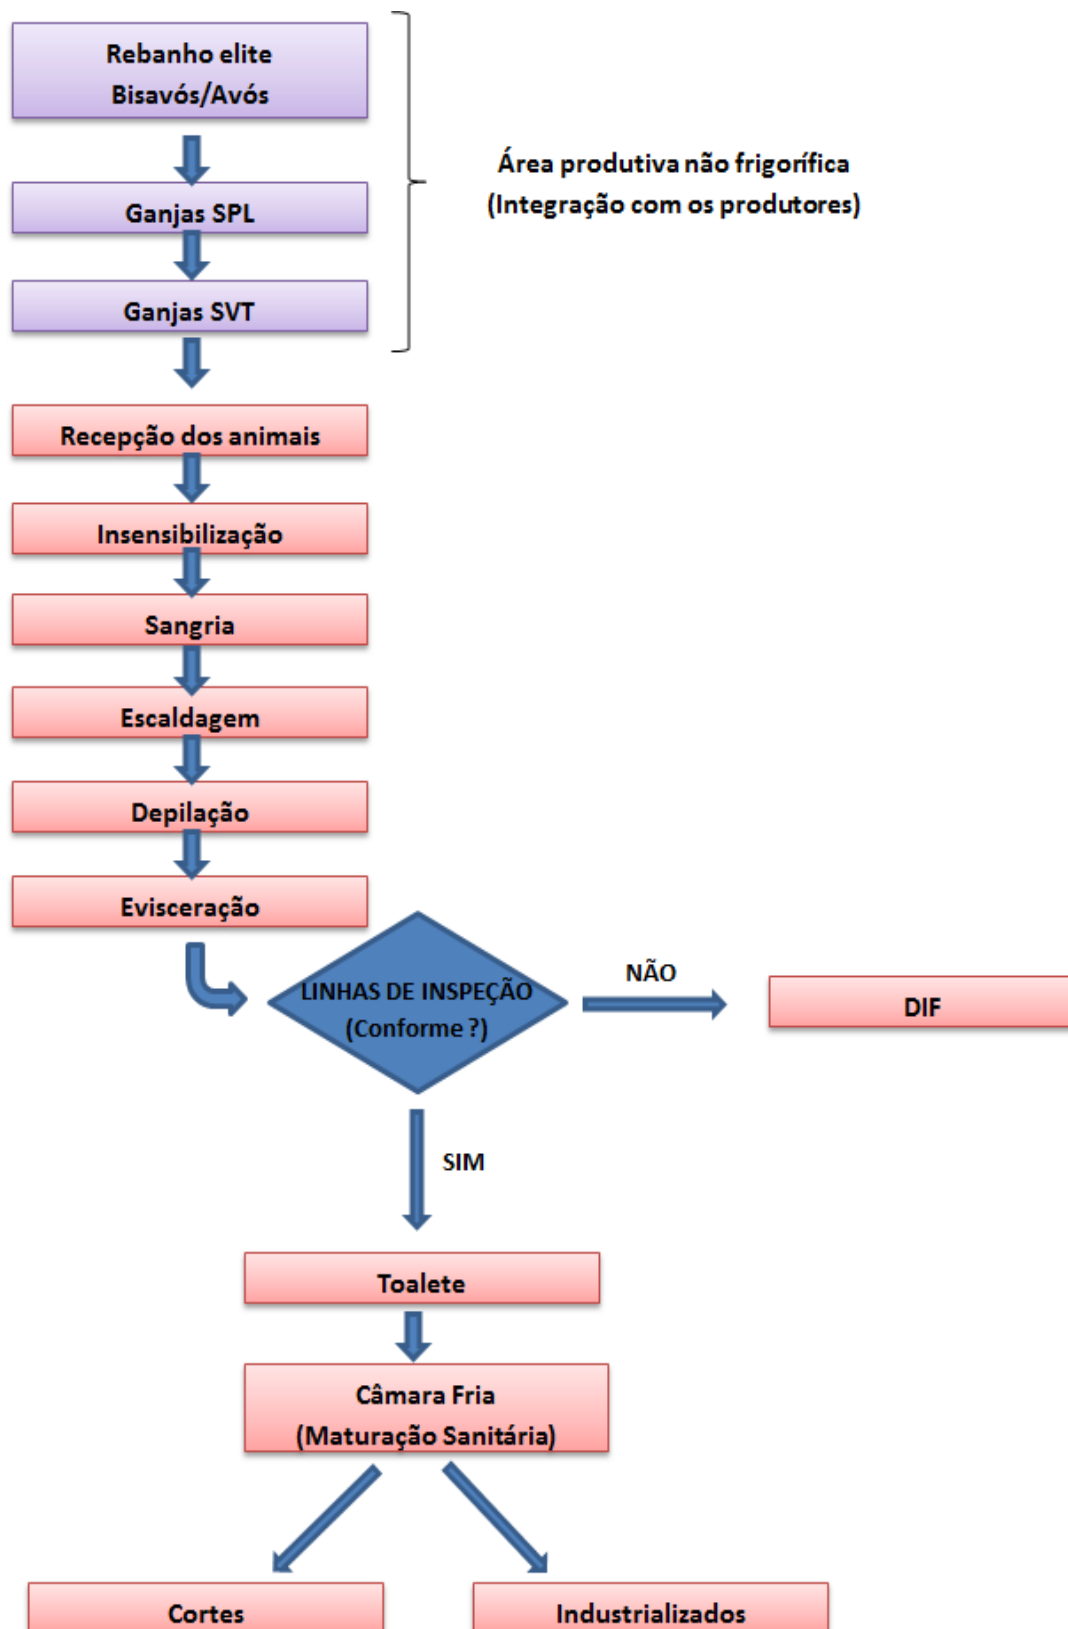 Rebanho elite
Bisavós/Avós
Área produtiva não frigorífica
(Integração com os produtores)
Ganjas SPL
Ganjas SVT
Recepção dos animais
Insensibilização
Sangria
Escaldagem
Depilação
Evisceração
LINHAS DE INSPEÇÃO
(Conforme ?)
NÃO
DIF
SIM
Toalete
Câmara Fria
(Maturação Sanitária)
Cortes
Industrializados